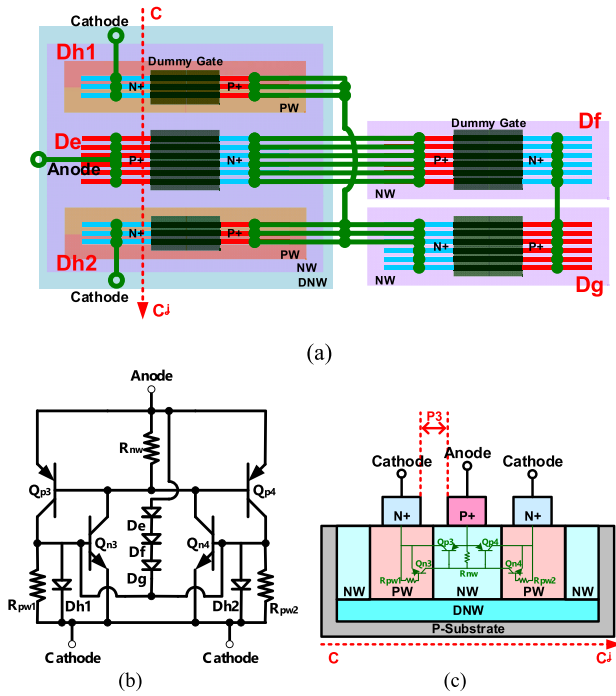 Cathode
C
Dh1
Dummy Gate
N+
P+
PW
De
Dummy Gate
Df
P+
N+
P+
N+
Anode
NW
N+
P+
N+
P+
Dh2
PW
NW
DNW
NW
Dg
Cathode
C'
(a)
Anode
Rnw
Qp3
Qp4
De
Qn3
Df
Qn4
Dg
Rpw1
Dh1
Dh2
Rpw2
Cathode
Cathode
(b)
P3
Anode
Cathode
Cathode
N+
P+
N+
Qp3
Qp4
Qn3
Qn4
Rpw1
Rnw
Rpw2
NW
PW
NW
PW
NW
DNW
P-Substrate
C
C'
(c)